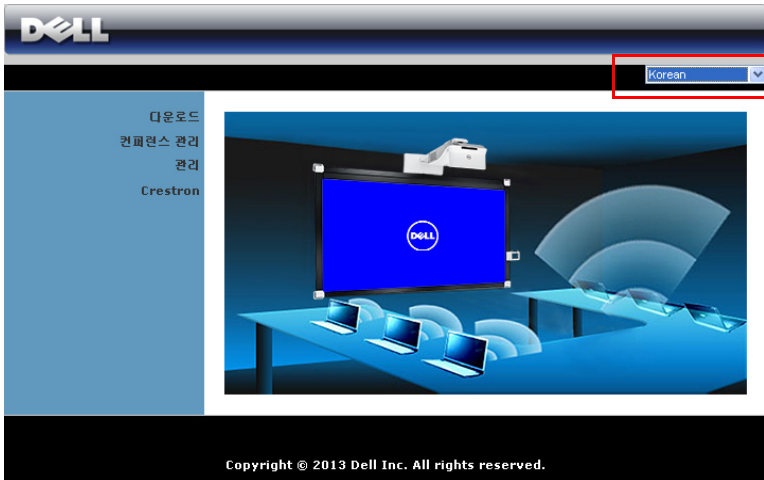 DELL
Korean
다운로드
컨퍼런스 관리
관리
Crestron
DELL
Copyright © 2013 Dell Inc. All rights reserved.